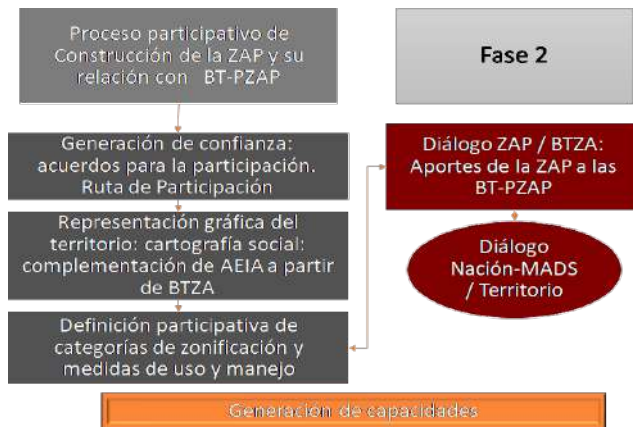 Proceso participativo de
Construcción de la ZAP y su
relación con BT-PZAP
Fase 2
Generación de confianza:
acuerdos para la participación.
Ruta de Participación
Diálogo ZAP / BTZA:
Aportes de la ZAP a las
BT-PZAP
Representación gráfica del
territorio: cartografía social:
complementación de AEIA a partir
de BTZA
Diálogo
Nación-MADS
/ Territorio
Definición participativa de
categorías de zonificación y
medidas de uso y manejo
Generación de capacidades